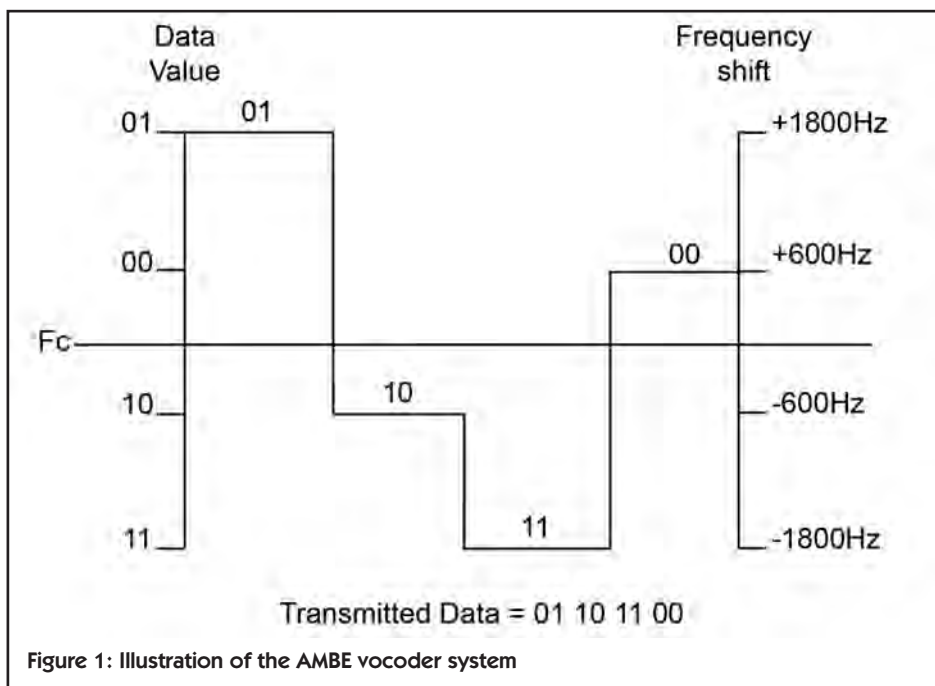 Data
Value
Frequency
shift
01
01
+1800Hz
00
00
+600Hz
Fc
10
10
-600Hz
11
11
-1800Hz
Transmitted Data = 01 10 11 00
Figure 1: Illustration of the AMBE vocoder system